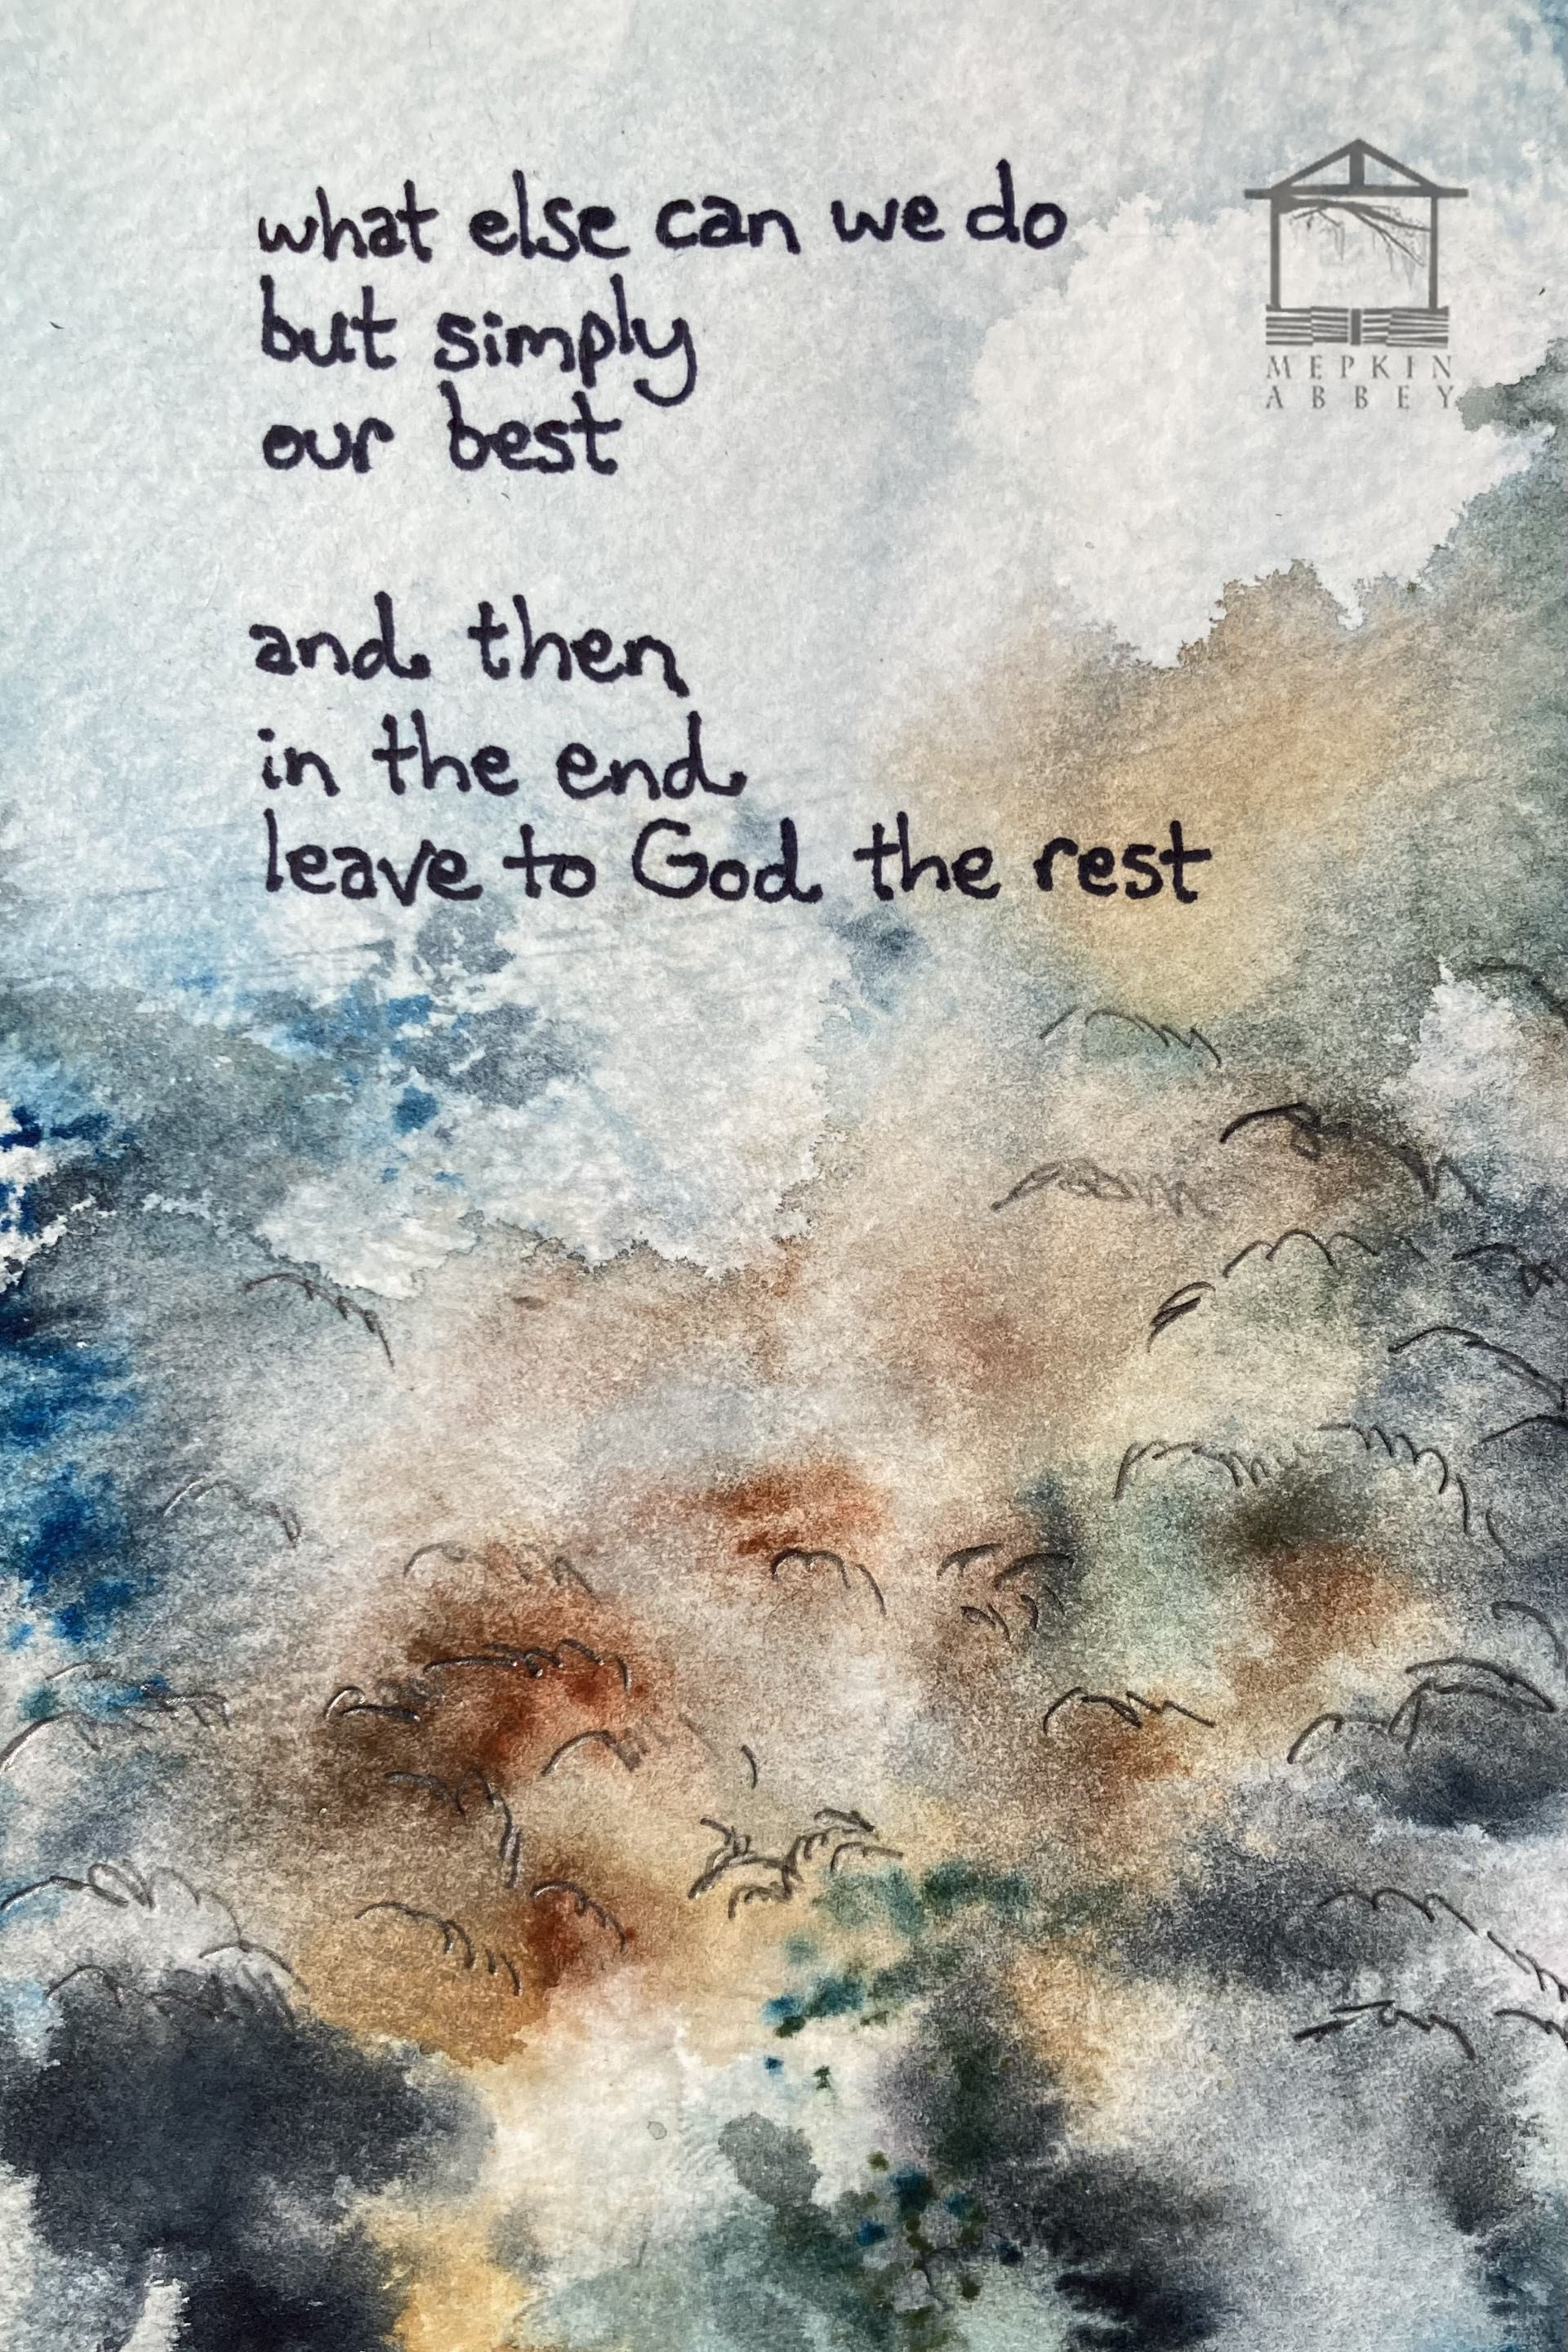 what else can we do
but simply
our best
and then
in the end
leave to God the rest
MEPKIN
ABBEY